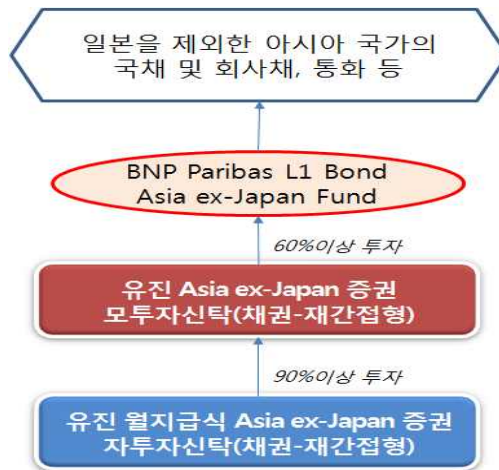 일본을 제외한 아시아 국가의
국채 및 회사채, 통화 등
BNP Paribas L1 Bond
Asia ex-Japan Fund
60%이상 투자
유진 Asia ex-Japan 증권
모투자신탁(채권-재간접형)
90%이상 투자
유진 월지급식 Asia ex-Japan 증권
자투자신탁(채권-재간접형)